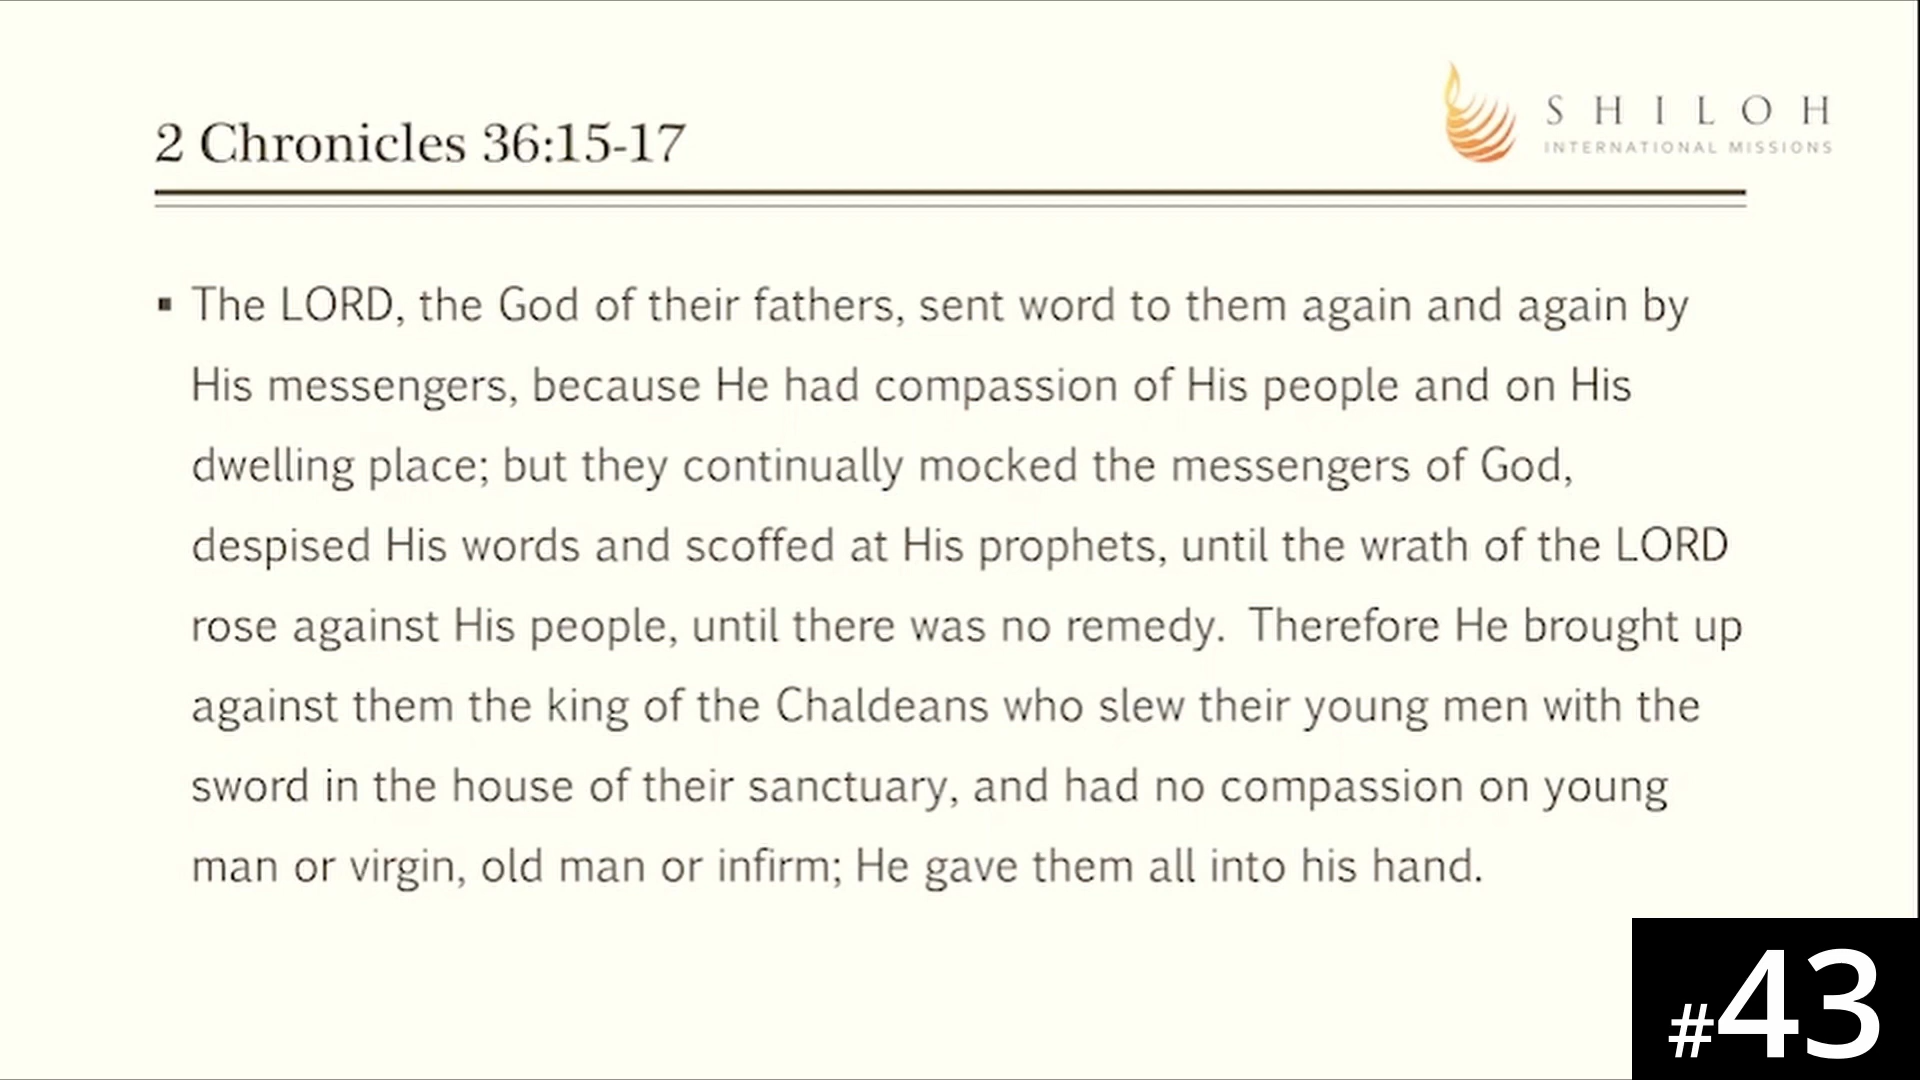 SHILOH
INTERNATIONAL MISSIONS
2 Chronicles 36:15-17
▪ The LORD, the God of their fathers, sent word to them again and again by
His messengers, because He had compassion of His people and on His
dwelling place; but they continually mocked the messengers of God,
despised His words and scoffed at His prophets, until the wrath of the LORD
rose against His people, until there was no remedy.  Therefore He brought up
against them the king of the Chaldeans who slew their young men with the
sword in the house of their sanctuary, and had no compassion on young
man or virgin, old man or infirm; He gave them all into his hand.
#43